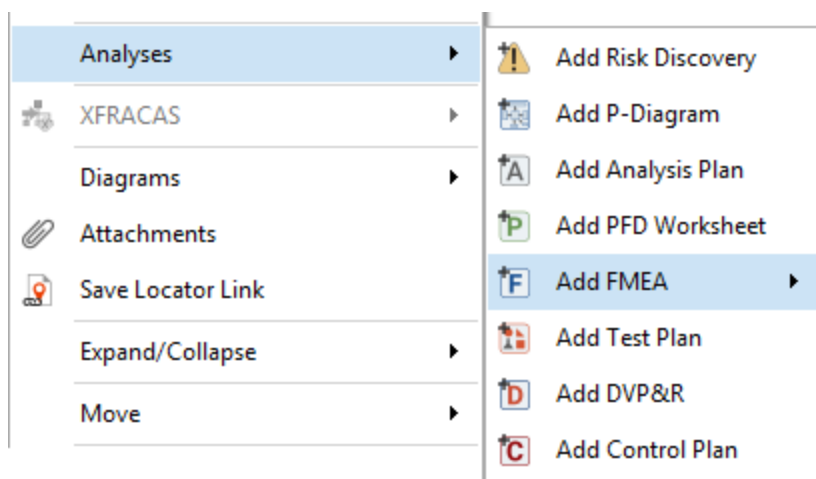 Analyses
XFRACAS
Diagrams
Attachments
Save Locator Link
Expand/Collapse
Move
Add Risk Discovery
Add P-Diagram
A Add Analysis Plan
P Add PFD Worksheet
F Add FMEA
Add Test Plan
D Add DVP&R
C Add Control Plan